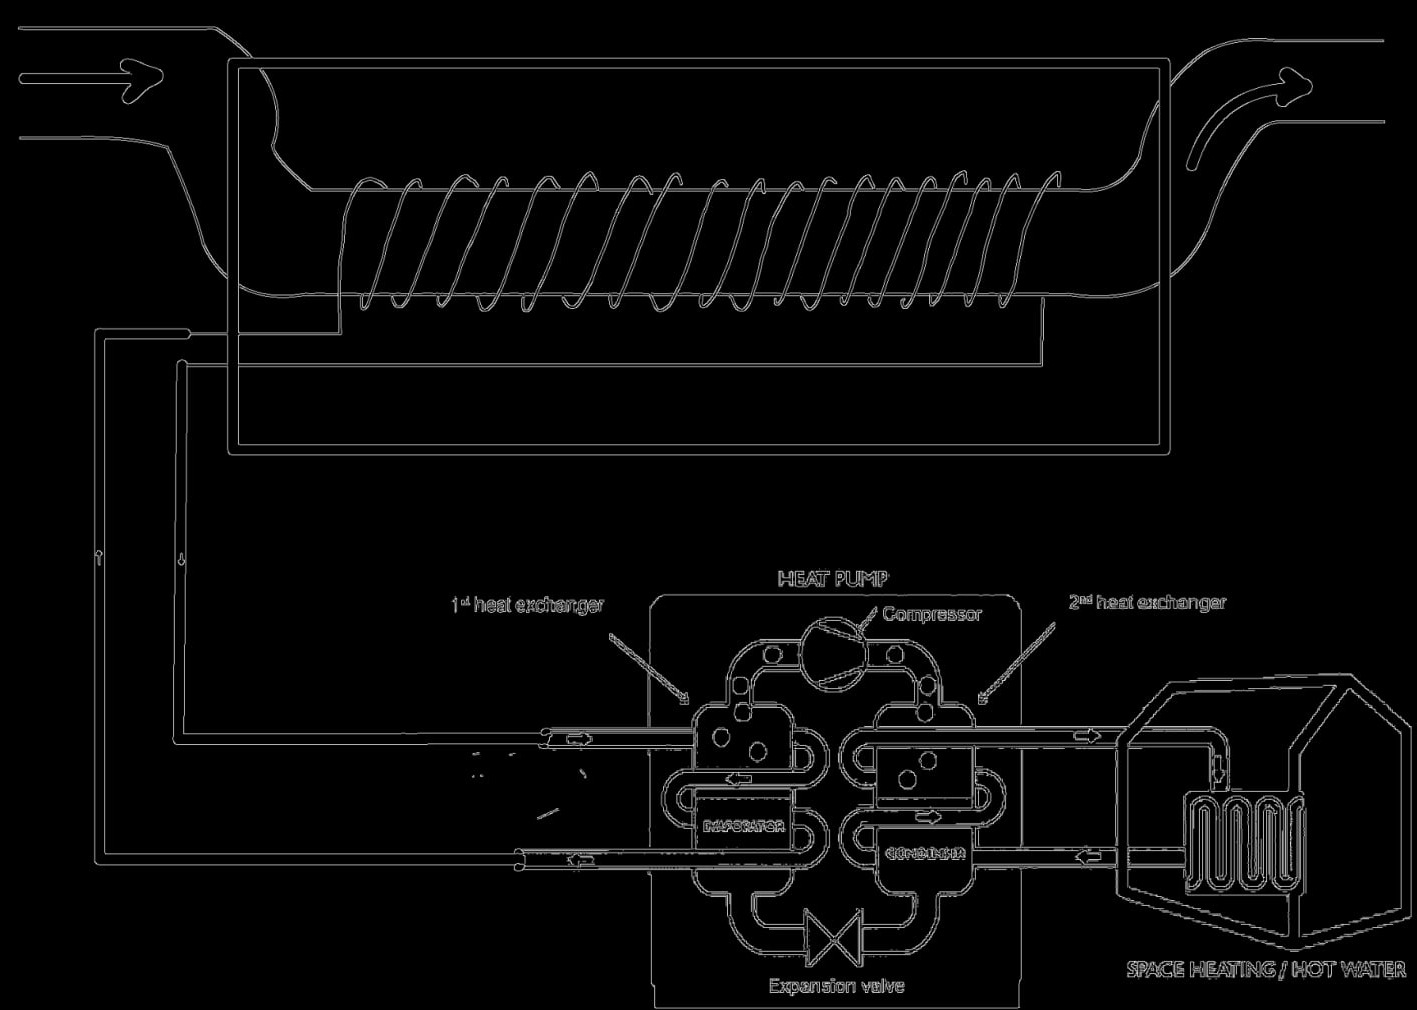 HEAT PUMP
1st heat exchanger
Compressor
2nd heat exchanger
EVAPORATOR
CONDENSER
Expansion valve
SPACE HEATING / HOT WATER